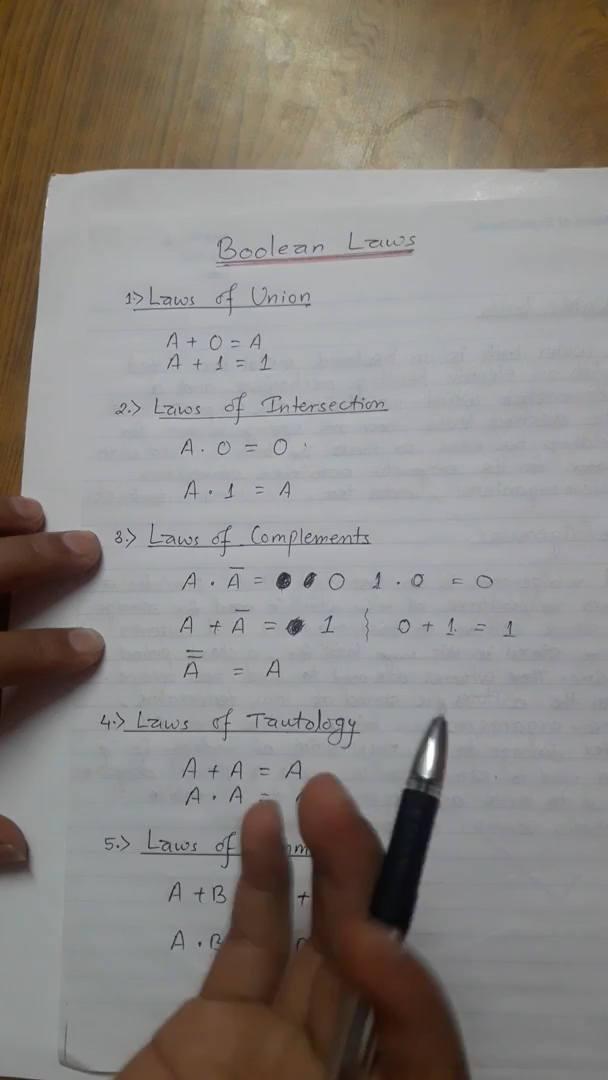 Boolean Laws
1.> Laws of Union
A + 0 = A
A + 1 = 1
2.> Laws of Intersection
A . 0 = 0
A . 1 = A
3.> Laws of Complements
A . A̅ = 0 1 . 0 = 0
A + A̅ = 1 } 0 + 1 = 1
A̿ = A
4.> Laws of Tautology
A + A = A
A . A =
5.> Laws of
A + B +
A . B